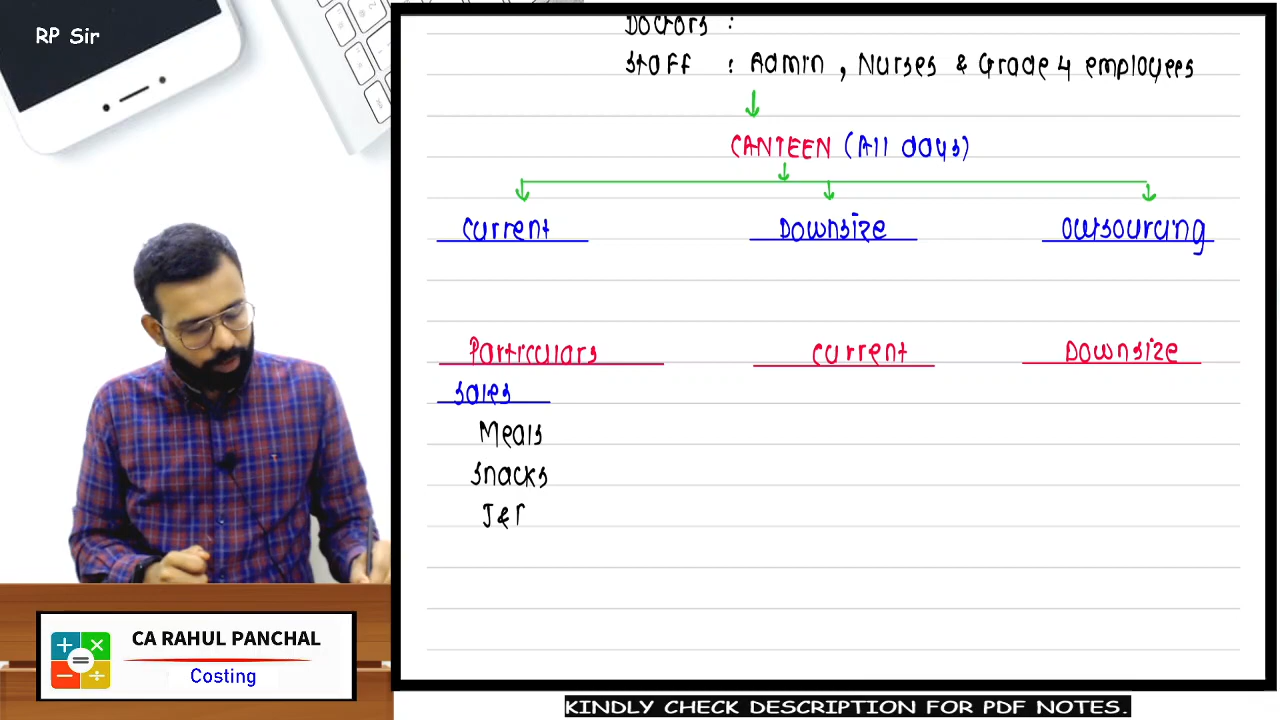 RP Sir
Doctors :
Staff : Admin , Nurses & Grade 4 employees
CANTEEN (All days)
Current Downsize Outsourcing
Particulars Current Downsize
Sales
Meals
Snacks
CA RAHUL PANCHAL
Costing
KINDLY CHECK DESCRIPTION FOR PDF NOTES.